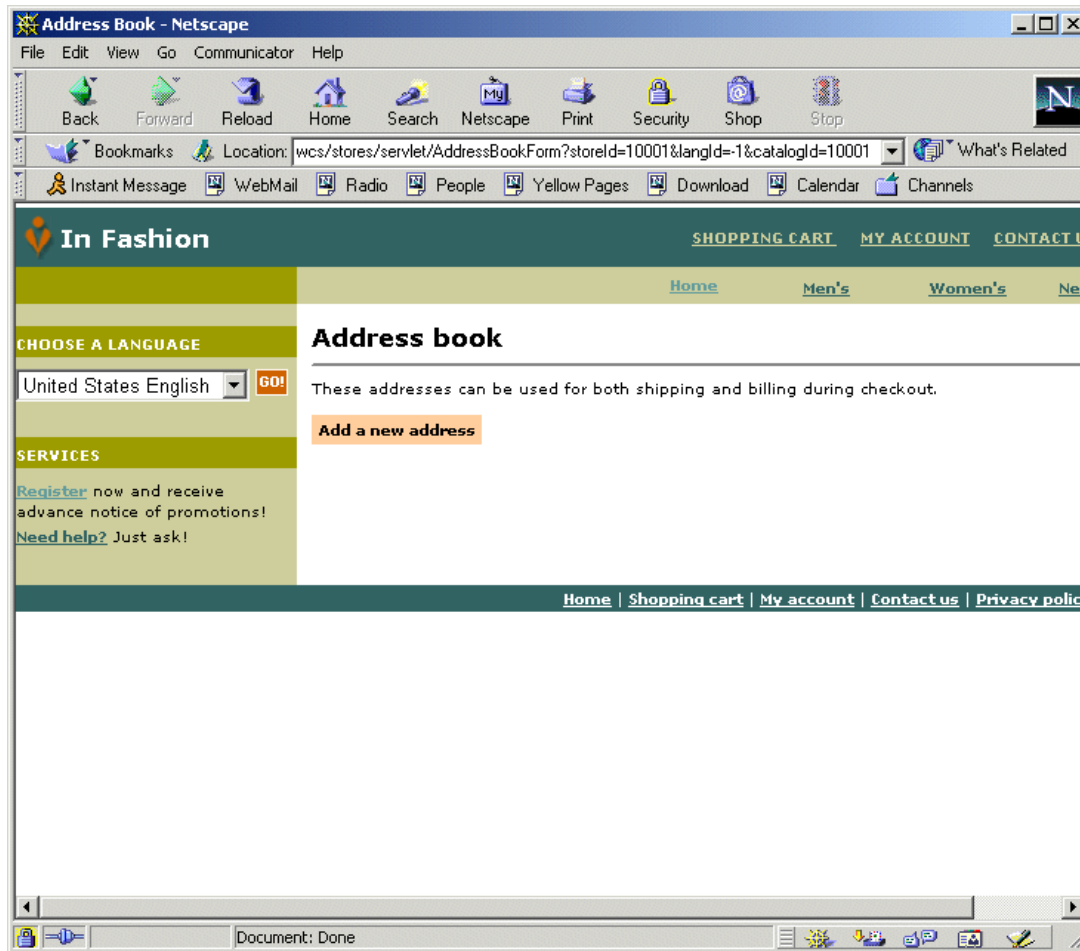 Address Book - Netscape
File Edit View Go Communicator Help
My N
Back Forward Reload Home Search Netscape Print Security Shop Stop
Bookmarks Location: wcs/stores/servlet/AddressBookForm?storeId=10001&langId=-1&catalogId=10001 What's Related
Instant Message WebMail Radio People Yellow Pages Download Calendar Channels
In Fashion SHOPPING CART MY ACCOUNT CONTACT U
Home Men's Women's Ne
CHOOSE A LANGUAGE
Address book
United States English GO!
These addresses can be used for both shipping and billing during checkout.
Add a new address
SERVICES
Register now and receive
advance notice of promotions!
Need help? Just ask!
Home | Shopping cart | My account | Contact us | Privacy polic
Document: Done